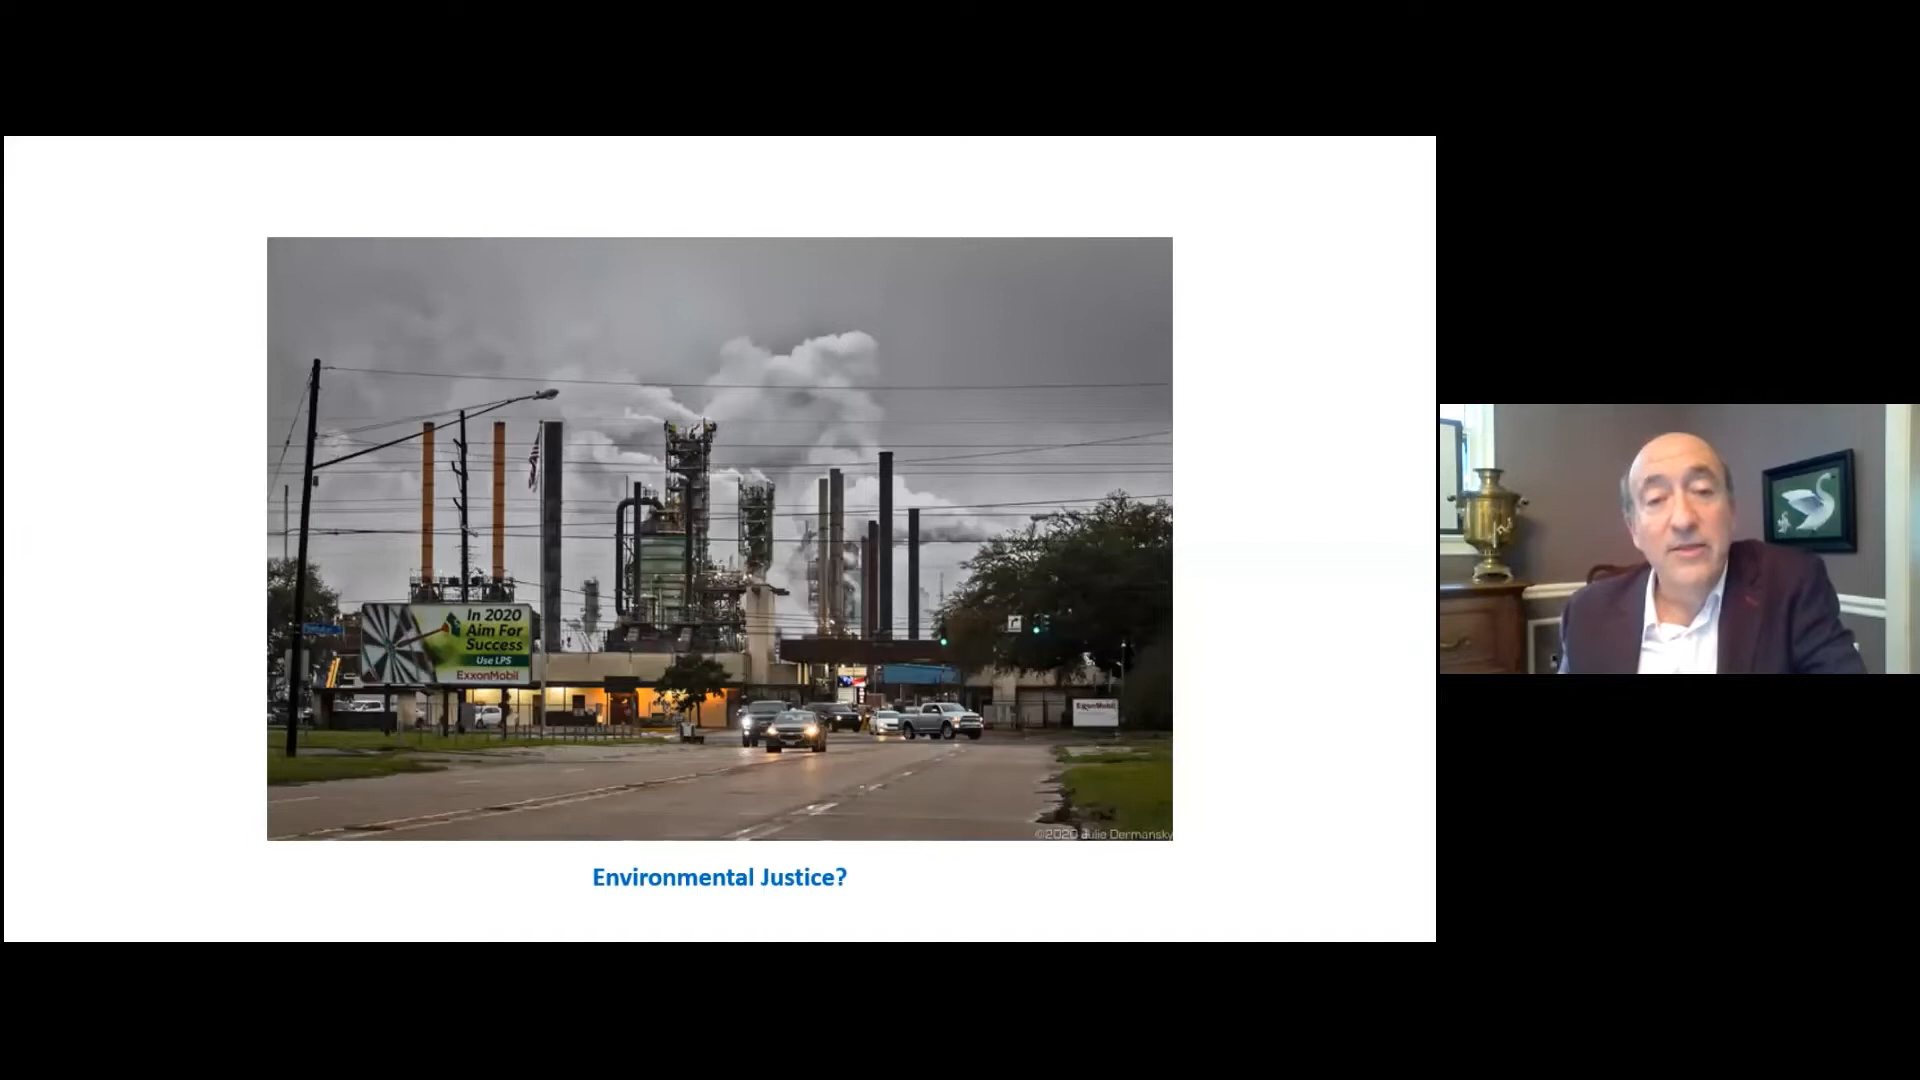 In 2020
Aim For
Success
Use LPS
ExxonMobil
ExxonMobil
©2020 Julie Dermansky
Environmental Justice?